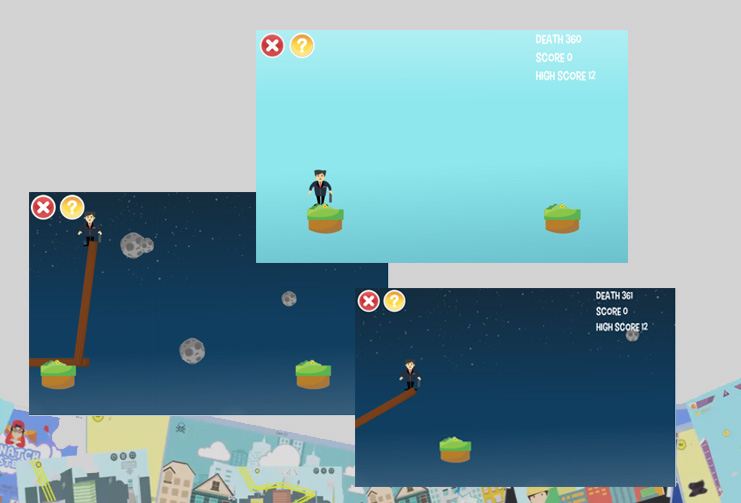 ?
DEATH 360
SCORE 0
HIGH SCORE 12
?
?
DEATH 361
SCORE 0
HIGH SCORE 12